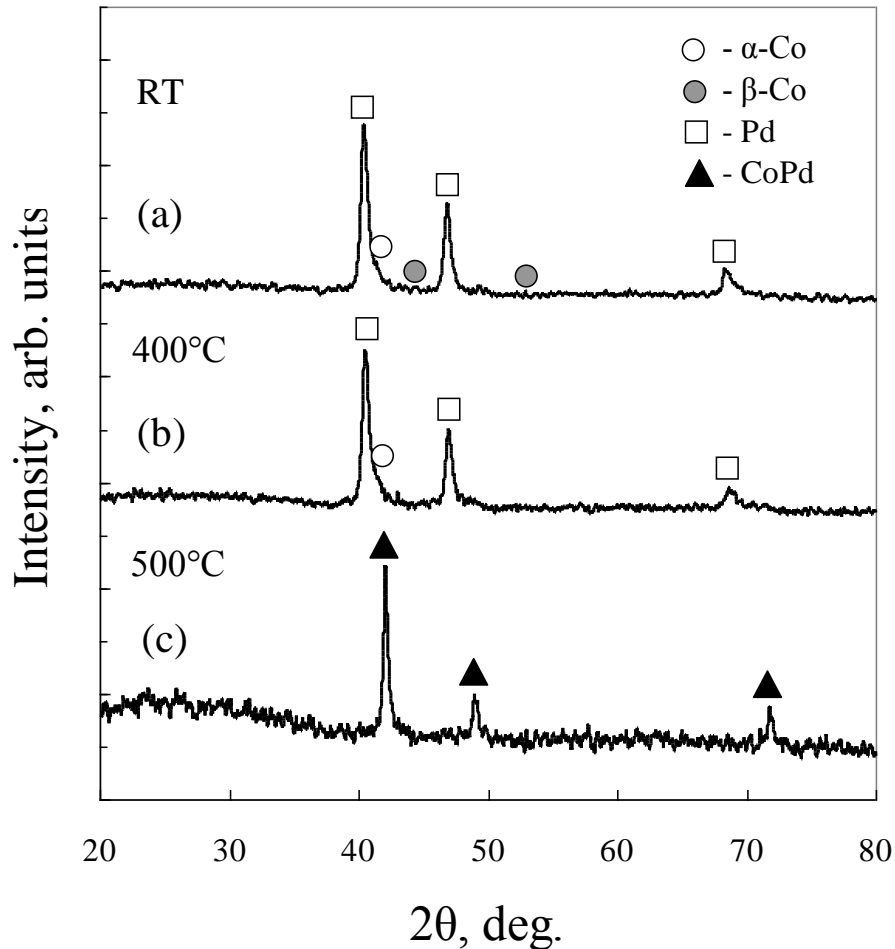 RT
- α-Co
- β-Co
- Pd
- CoPd
(a)
400°C
(b)
500°C
(c)
Intensity, arb. units
20 30 40 50 60 70 80
2θ, deg.